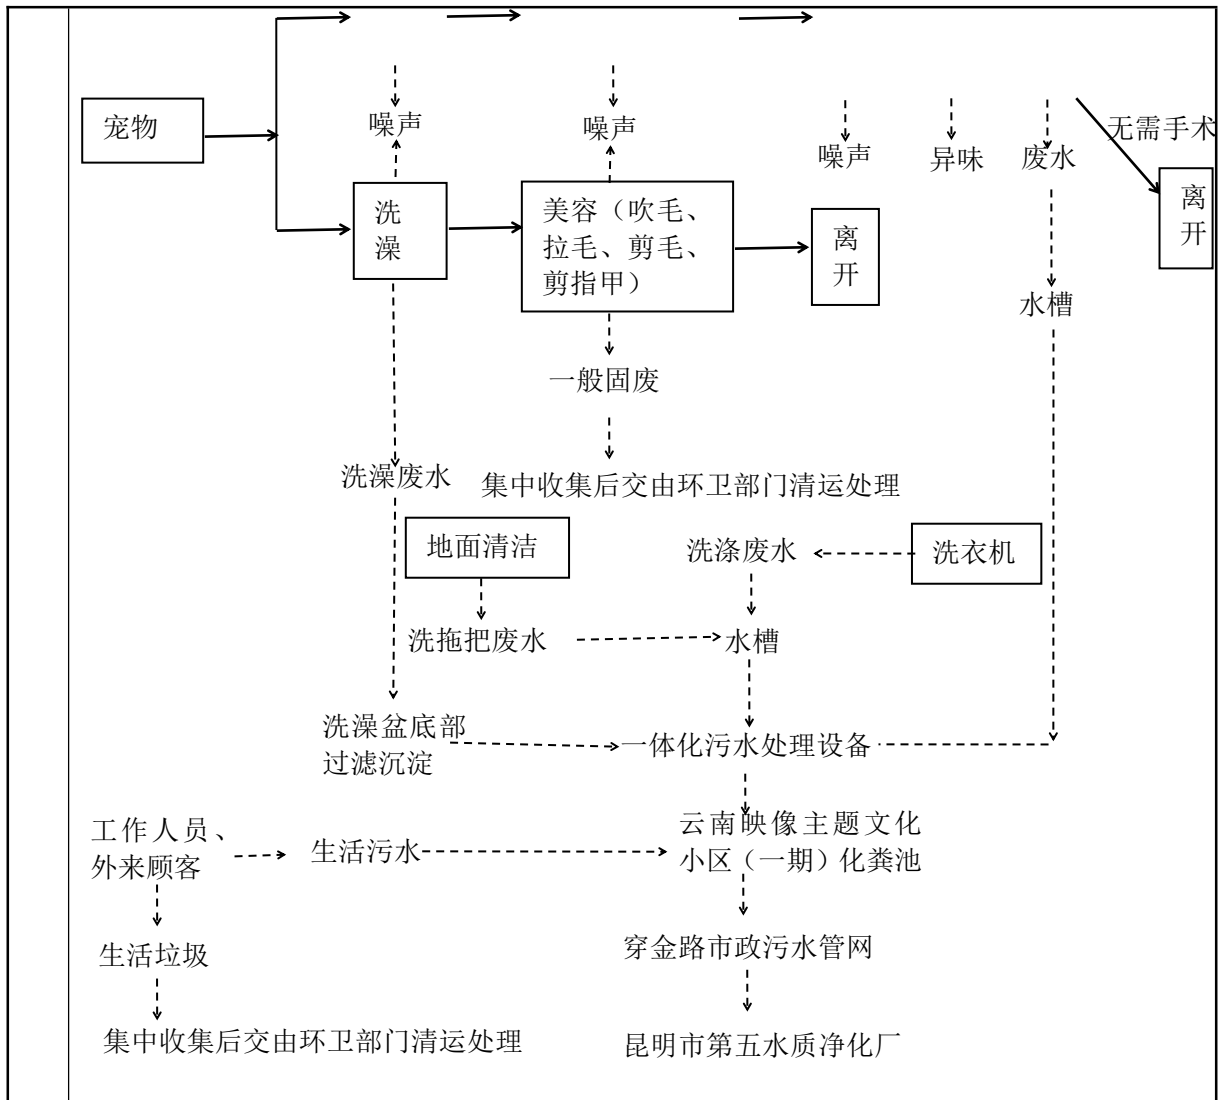 宠物
噪声
噪声
噪声
异味
废水
无需手术
离
开
洗
澡
美容（吹毛、
拉毛、剪毛、
剪指甲）
离
开
水槽
一般固废
洗澡废水
集中收集后交由环卫部门清运处理
地面清洁
洗涤废水
洗衣机
洗拖把废水
水槽
洗澡盆底部
过滤沉淀
一体化污水处理设备
工作人员、
外来顾客
生活污水
云南映像主题文化
小区（一期）化粪池
生活垃圾
穿金路市政污水管网
集中收集后交由环卫部门清运处理
昆明市第五水质净化厂